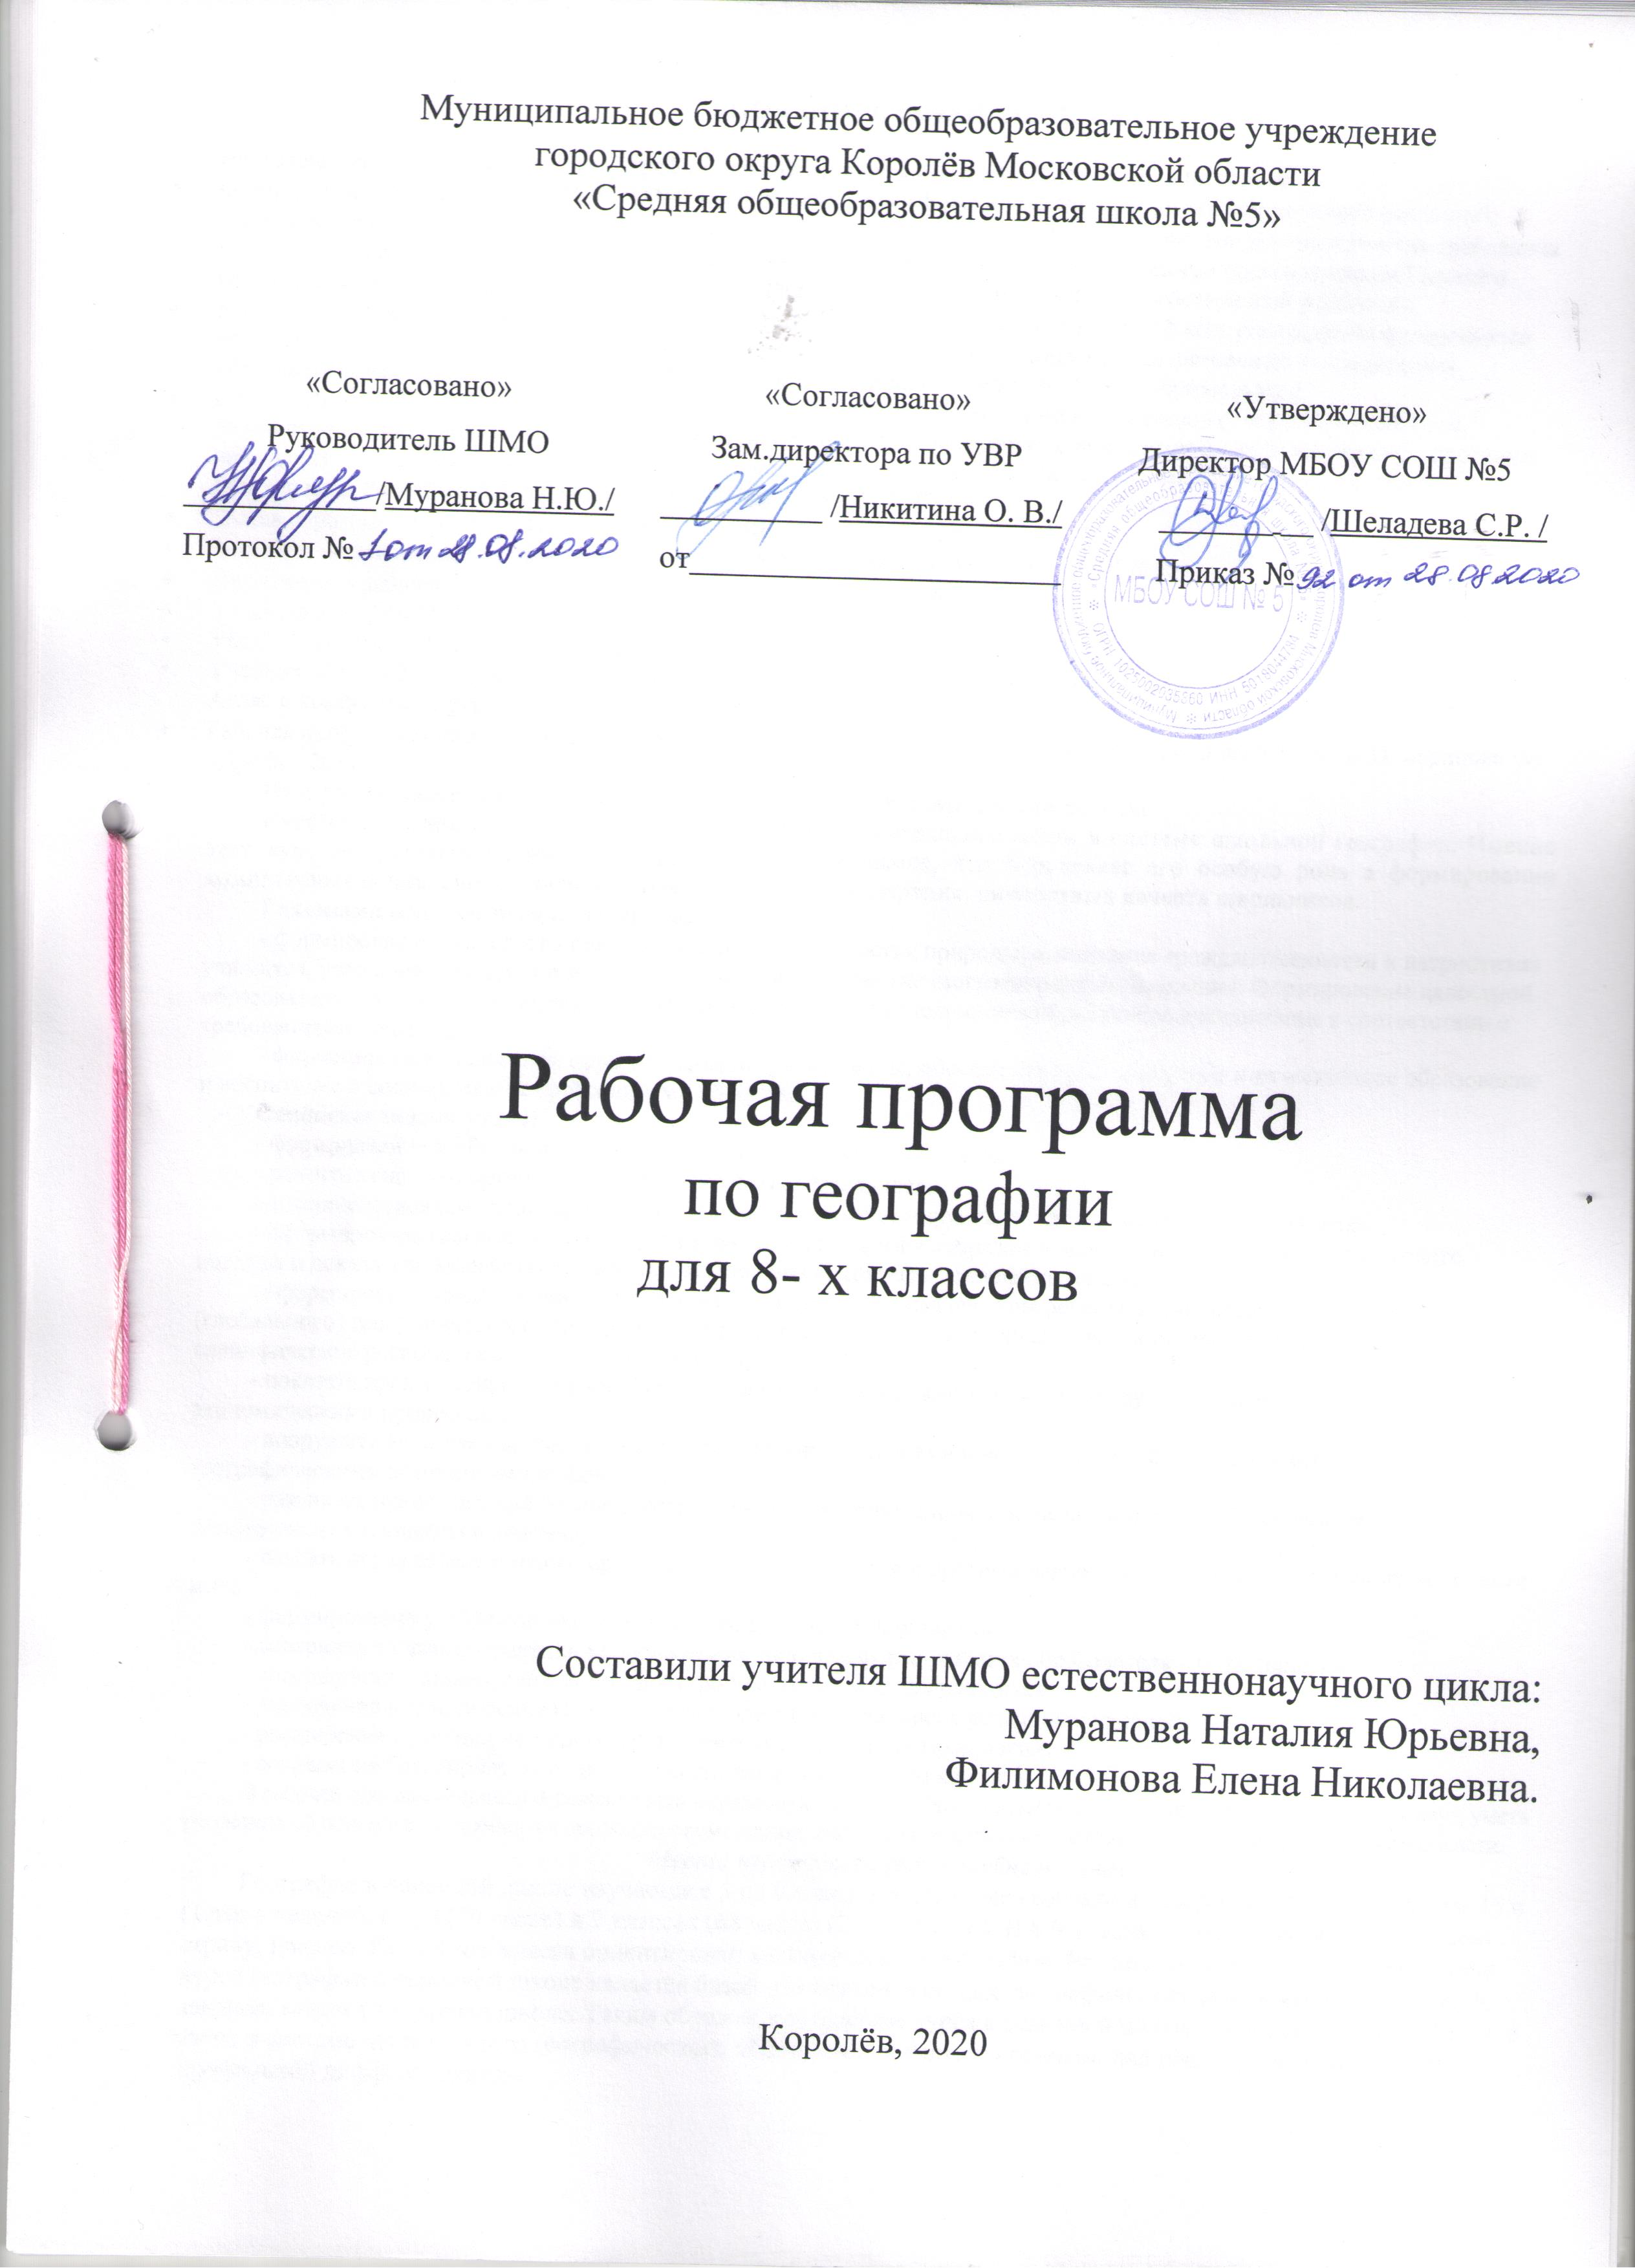 Муниципальное бюджетное общеобразовательное учреждение
городского округа Королёв Московской области
«Средняя общеобразовательная школа №5»
«Согласовано»
Руководитель ШМО
/Муранова Н.Ю./
Протокол № 1 от 28.08.2020
«Согласовано»
Зам.директора по УВР
/Никитина О. В./
от
«Утверждено»
Директор МБОУ СОШ №5
/Шеладева С.Р. /
Приказ № 92 от 28.08.2020
МБОУ СОШ № 5
Рабочая программа
по географии
для 8- х классов
Составили учителя ШМО естественнонаучного цикла:
Муранова Наталия Юрьевна,
Филимонова Елена Николаевна.
Королёв, 2020